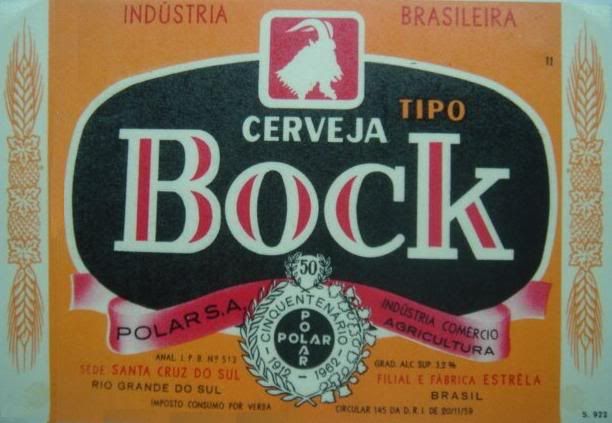 INDÚSTRIA BRASILEIRA
11
CERVEJA TIPO
BOCK
50
POLAR S.A.
INDÚSTRIA COMERCIO
AGRICULTURA
CINQUENTENÁRIO
POLAR
POLAR
1912 - 1962
ANAL. I. P. B. Nº 513
SEDE SANTA CRUZ DO SUL
RIO GRANDE DO SUL
IMPOSTO CONSUMO POR VERBA
GRAD. ALC. SUP. 3,2 %
FILIAL E FÁBRICA ESTRÊLA
BRASIL
CIRCULAR 145 DA D. R. I. DE 20/11/59
S. 922